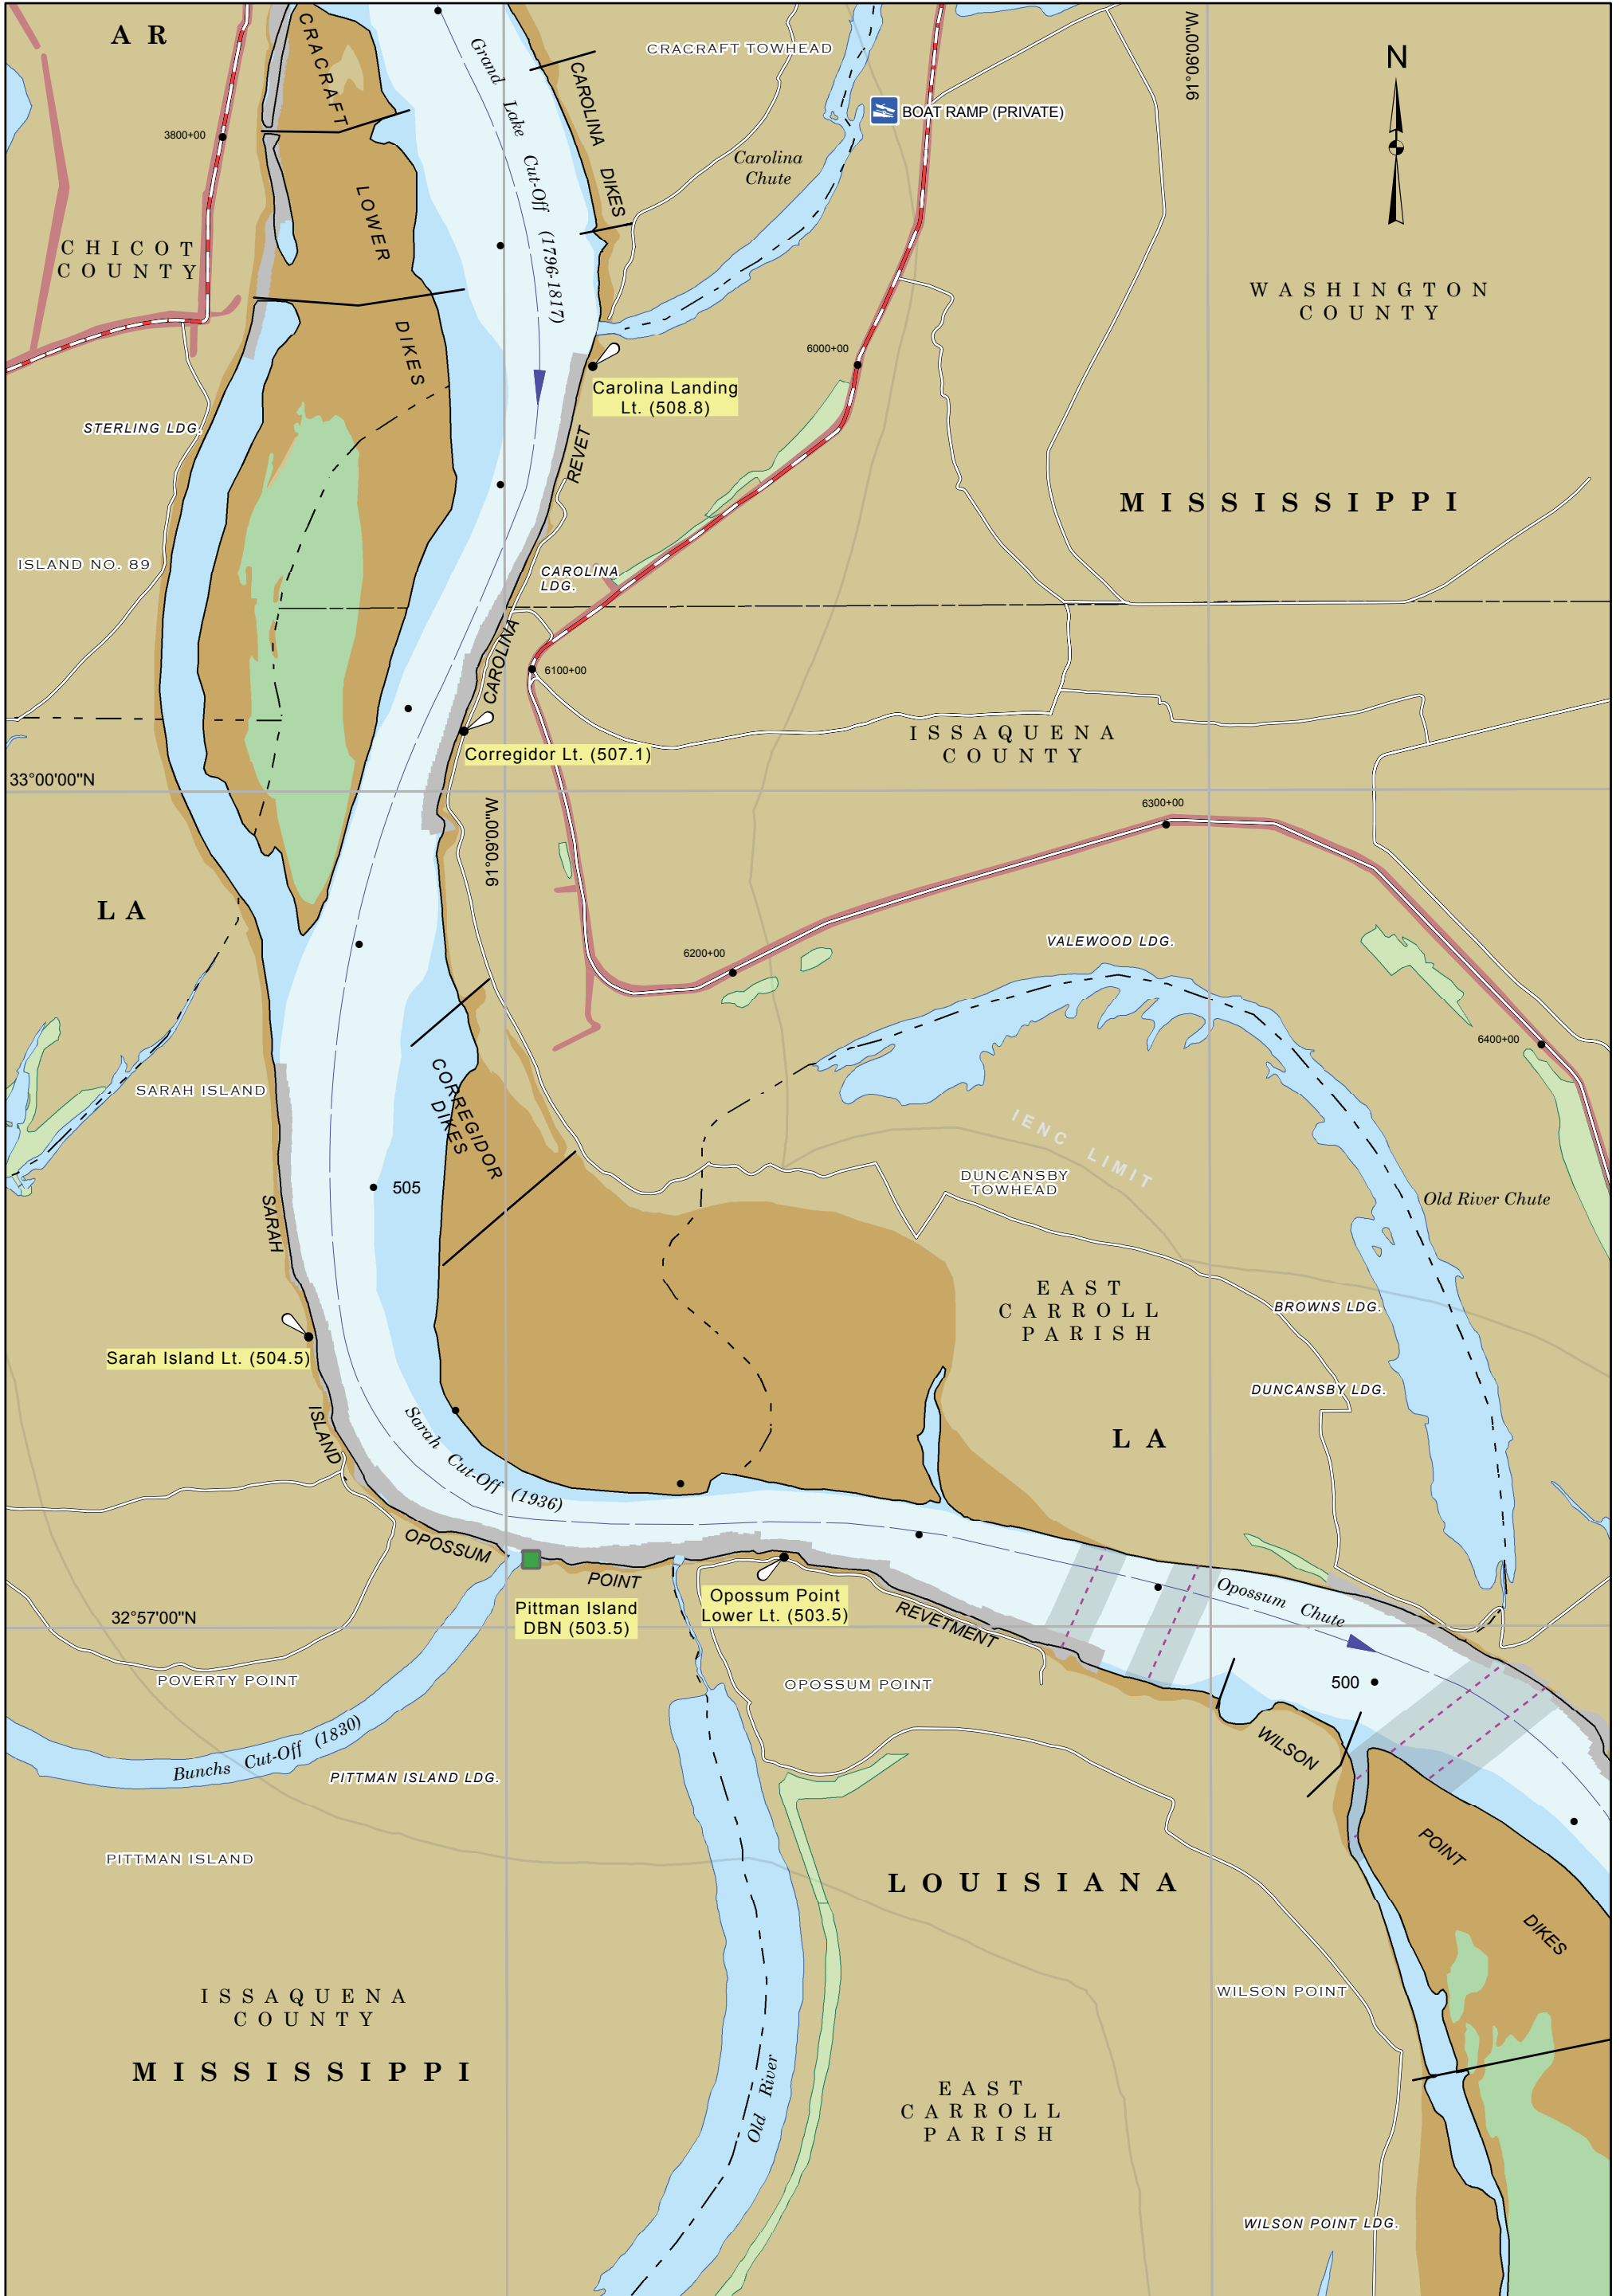 A R
CRACRAFT
Grand Lake Cut-Off (1796-1817)
CAROLINA DIKES
CRACRAFT TOWHEAD
91°06'00"W
N
BOAT RAMP (PRIVATE)
3800+00
Carolina
Chute
LOWER
CHICOT
COUNTY
WASHINGTON
COUNTY
DIKES
6000+00
Carolina Landing
Lt. (508.8)
STERLING LDG.
REVET
MISSISSIPPI
ISLAND NO. 89
CAROLINA
LDG.
CAROLINA
6100+00
ISSAQUENA
COUNTY
Corregidor Lt. (507.1)
33°00'00"N
6300+00
91°09'00"W
LA
VALEWOOD LDG.
6200+00
6400+00
SARAH ISLAND
CORREGIDOR
DIKES
IENC LIMIT
DUNCANSBY
TOWHEAD
505
Old River Chute
SARAH
EAST
CARROLL
PARISH
BROWNS LDG.
Sarah Island Lt. (504.5)
DUNCANSBY LDG.
ISLAND
Sarah Cut-Off (1936)
LA
OPOSSUM
POINT
Opossum Point
Lower Lt. (503.5)
REVETMENT
Opossum Chute
Pittman Island
DBN (503.5)
32°57'00"N
POVERTY POINT
OPOSSUM POINT
500
Bunchs Cut-Off (1830)
WILSON
PITTMAN ISLAND LDG.
PITTMAN ISLAND
POINT
LOUISIANA
DIKES
ISSAQUENA
COUNTY
WILSON POINT
MISSISSIPPI
Old River
EAST
CARROLL
PARISH
WILSON POINT LDG.